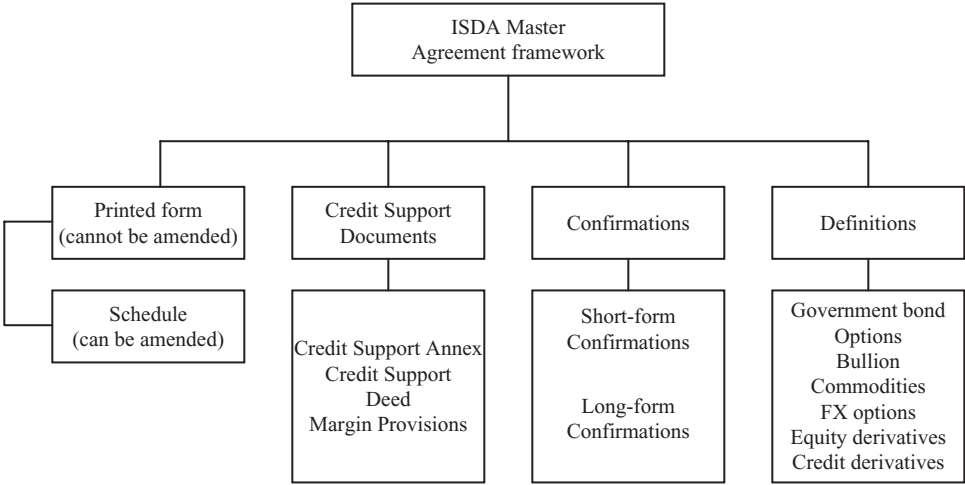 ISDA Master
Agreement framework
Printed form
(cannot be amended)
Schedule
(can be amended)
Credit Support
Documents
Credit Support Annex
Credit Support
Deed
Margin Provisions
Confirmations
Short-form
Confirmations
Long-form
Confirmations
Definitions
Government bond
Options
Bullion
Commodities
FX options
Equity derivatives
Credit derivatives